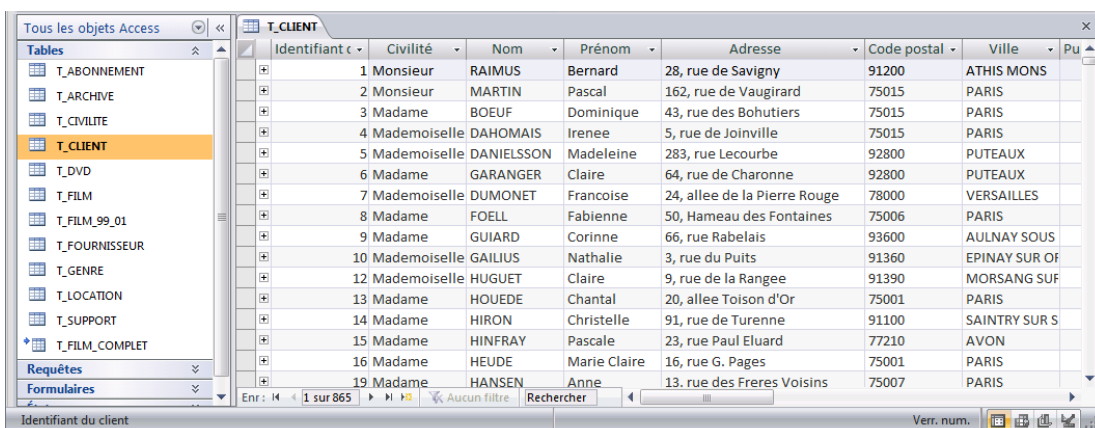 Tous les objets Access
Tables
T_ABONNEMENT
T_ARCHIVE
T_CIVILITE
T_CLIENT
T_DVD
T_FILM
T_FILM_99_01
T_FOURNISSEUR
T_GENRE
T_LOCATION
T_SUPPORT
T_FILM_COMPLET
Requêtes
Formulaires
T_CLIENT
Identifiant c Civilité Nom Prénom Adresse Code postal Ville Pu
1 Monsieur RAIMUS Bernard 28, rue de Savigny 91200 ATHIS MONS
2 Monsieur MARTIN Pascal 162, rue de Vaugirard 75015 PARIS
3 Madame BOEUF Dominique 43, rue des Bohutiers 75015 PARIS
4 Mademoiselle DAHOMAIS Irenee 5, rue de Joinville 75015 PARIS
5 Mademoiselle DANIELSSON Madeleine 283, rue Lecourbe 92800 PUTEAUX
6 Madame GARANGER Claire 64, rue de Charonne 92800 PUTEAUX
7 Mademoiselle DUMONET Francoise 24, allee de la Pierre Rouge 78000 VERSAILLES
8 Madame FOELL Fabienne 50, Hameau des Fontaines 75006 PARIS
9 Madame GUIARD Corinne 66, rue Rabelais 93600 AULNAY SOUS
10 Mademoiselle GAILIUS Nathalie 3, rue du Puits 91360 EPINAY SUR OF
12 Mademoiselle HUGUET Claire 9, rue de la Rangee 91390 MORSANG SUF
13 Madame HOUEDE Chantal 20, allee Toison d'Or 75001 PARIS
14 Madame HIRON Christelle 91, rue de Turenne 91100 SAINTRY SUR S
15 Madame HINFRAY Pascale 23, rue Paul Eluard 77210 AVON
16 Madame HEUDE Marie Claire 16, rue G. Pages 75001 PARIS
19 Madame HANSEN Anne 13, rue des Freres Voisins 75007 PARIS
Enr : 1 sur 865 Aucun filtre Rechercher
Identifiant du client Verr. num.